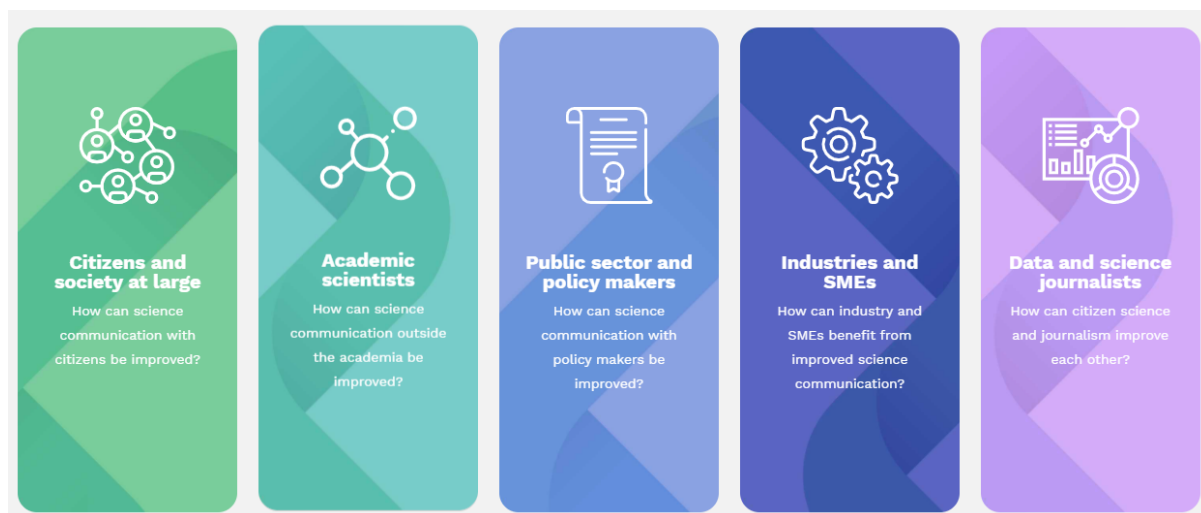 Citizens and
society at large
How can science
communication with
citizens be improved?
Academic
scientists
How can science
communication outside
the academia be
improved?
Public sector and
policy makers
How can science
communication with
policy makers be
improved?
Industries and
SMEs
How can industry and
SMEs benefit from
improved science
communication?
Data and science
journalists
How can citizen science
and journalism improve
each other?